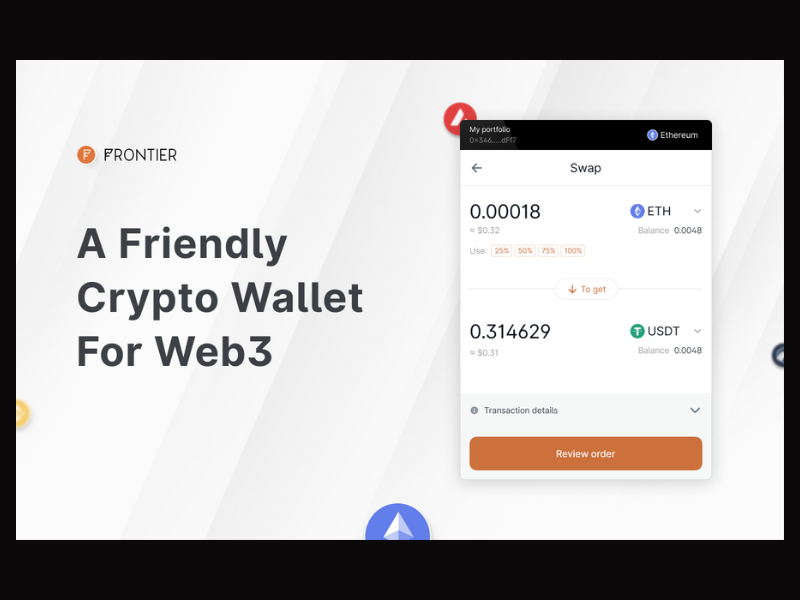 FRONTIER
A Friendly
Crypto Wallet
For Web3
My portfolio
0×346.....dFf7
Ethereum
Swap
0.00018
ETH
≈ $0.32
Balance 0.0048
Use: 25% 50% 75% 100%
To get
0.314629
USDT
≈ $0.31
Balance 0.0048
Transaction details
Review order